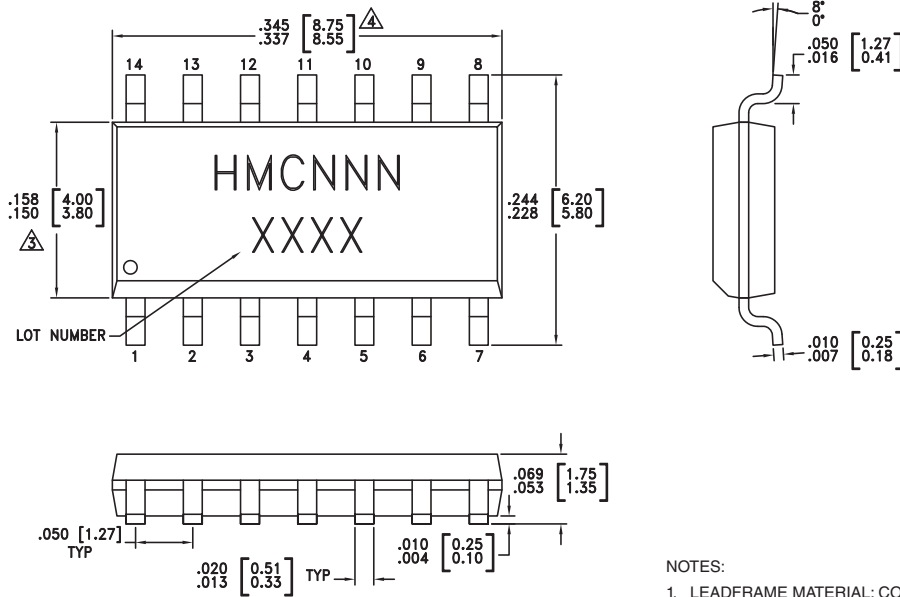 .345 [8.75] 4
.337 [8.55]
14 13 12 11 10 9 8
8°
0°
.050 [1.27]
.016 [0.41]
HMCNNN
XXXX
.158 [4.00]
.150 [3.80]
3
.244 [6.20]
.228 [5.80]
LOT NUMBER
1 2 3 4 5 6 7
.010 [0.25]
.007 [0.18]
.069 [1.75]
.053 [1.35]
.050 [1.27]
TYP
.020 [0.51]
.013 [0.33]
TYP
.010 [0.25]
.004 [0.10]
NOTES:
1. LEADFRAME MATERIAL: CO